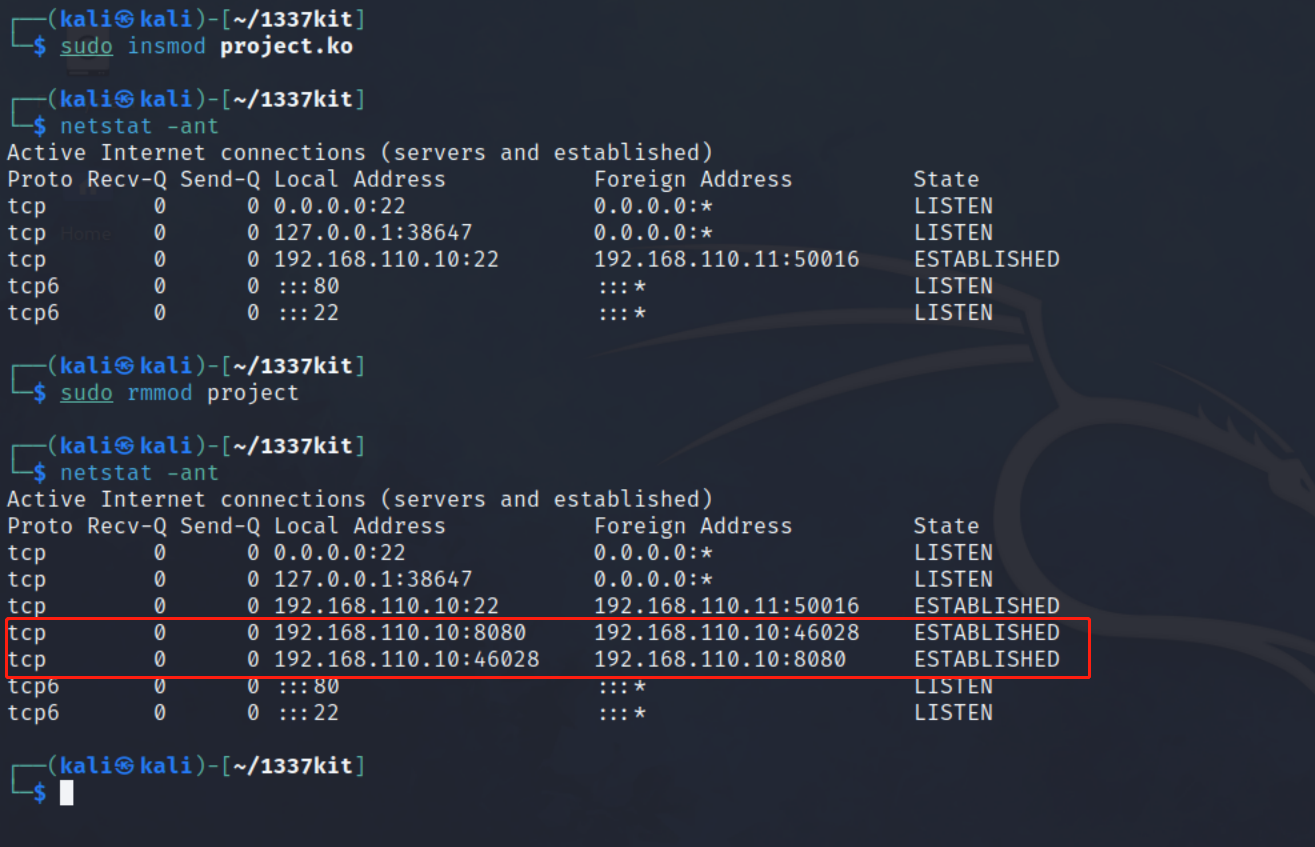 ┌──(kali㉿kali)-[~/1337kit]
└─$ sudo insmod project.ko
┌──(kali㉿kali)-[~/1337kit]
└─$ netstat -ant
Active Internet connections (servers and established)
Proto Recv-Q Send-Q Local Address           Foreign Address         State
tcp        0      0 0.0.0.0:22              0.0.0.0:*               LISTEN
tcp        0      0 127.0.0.1:38647         0.0.0.0:*               LISTEN
Home
tcp        0      0 192.168.110.10:22       192.168.110.11:50016    ESTABLISHED
tcp6       0      0 :::80                   :::*                    LISTEN
tcp6       0      0 :::22                   :::*                    LISTEN
┌──(kali㉿kali)-[~/1337kit]
└─$ sudo rmmod project
┌──(kali㉿kali)-[~/1337kit]
└─$ netstat -ant
Active Internet connections (servers and established)
Proto Recv-Q Send-Q Local Address           Foreign Address         State
tcp        0      0 0.0.0.0:22              0.0.0.0:*               LISTEN
tcp        0      0 127.0.0.1:38647         0.0.0.0:*               LISTEN
tcp        0      0 192.168.110.10:22       192.168.110.11:50016    ESTABLISHED
tcp        0      0 192.168.110.10:8080     192.168.110.10:46028    ESTABLISHED
tcp        0      0 192.168.110.10:46028    192.168.110.10:8080     ESTABLISHED
tcp6       0      0 :::80                   :::*                    LISTEN
tcp6       0      0 :::22                   :::*                    LISTEN
┌──(kali㉿kali)-[~/1337kit]
└─$